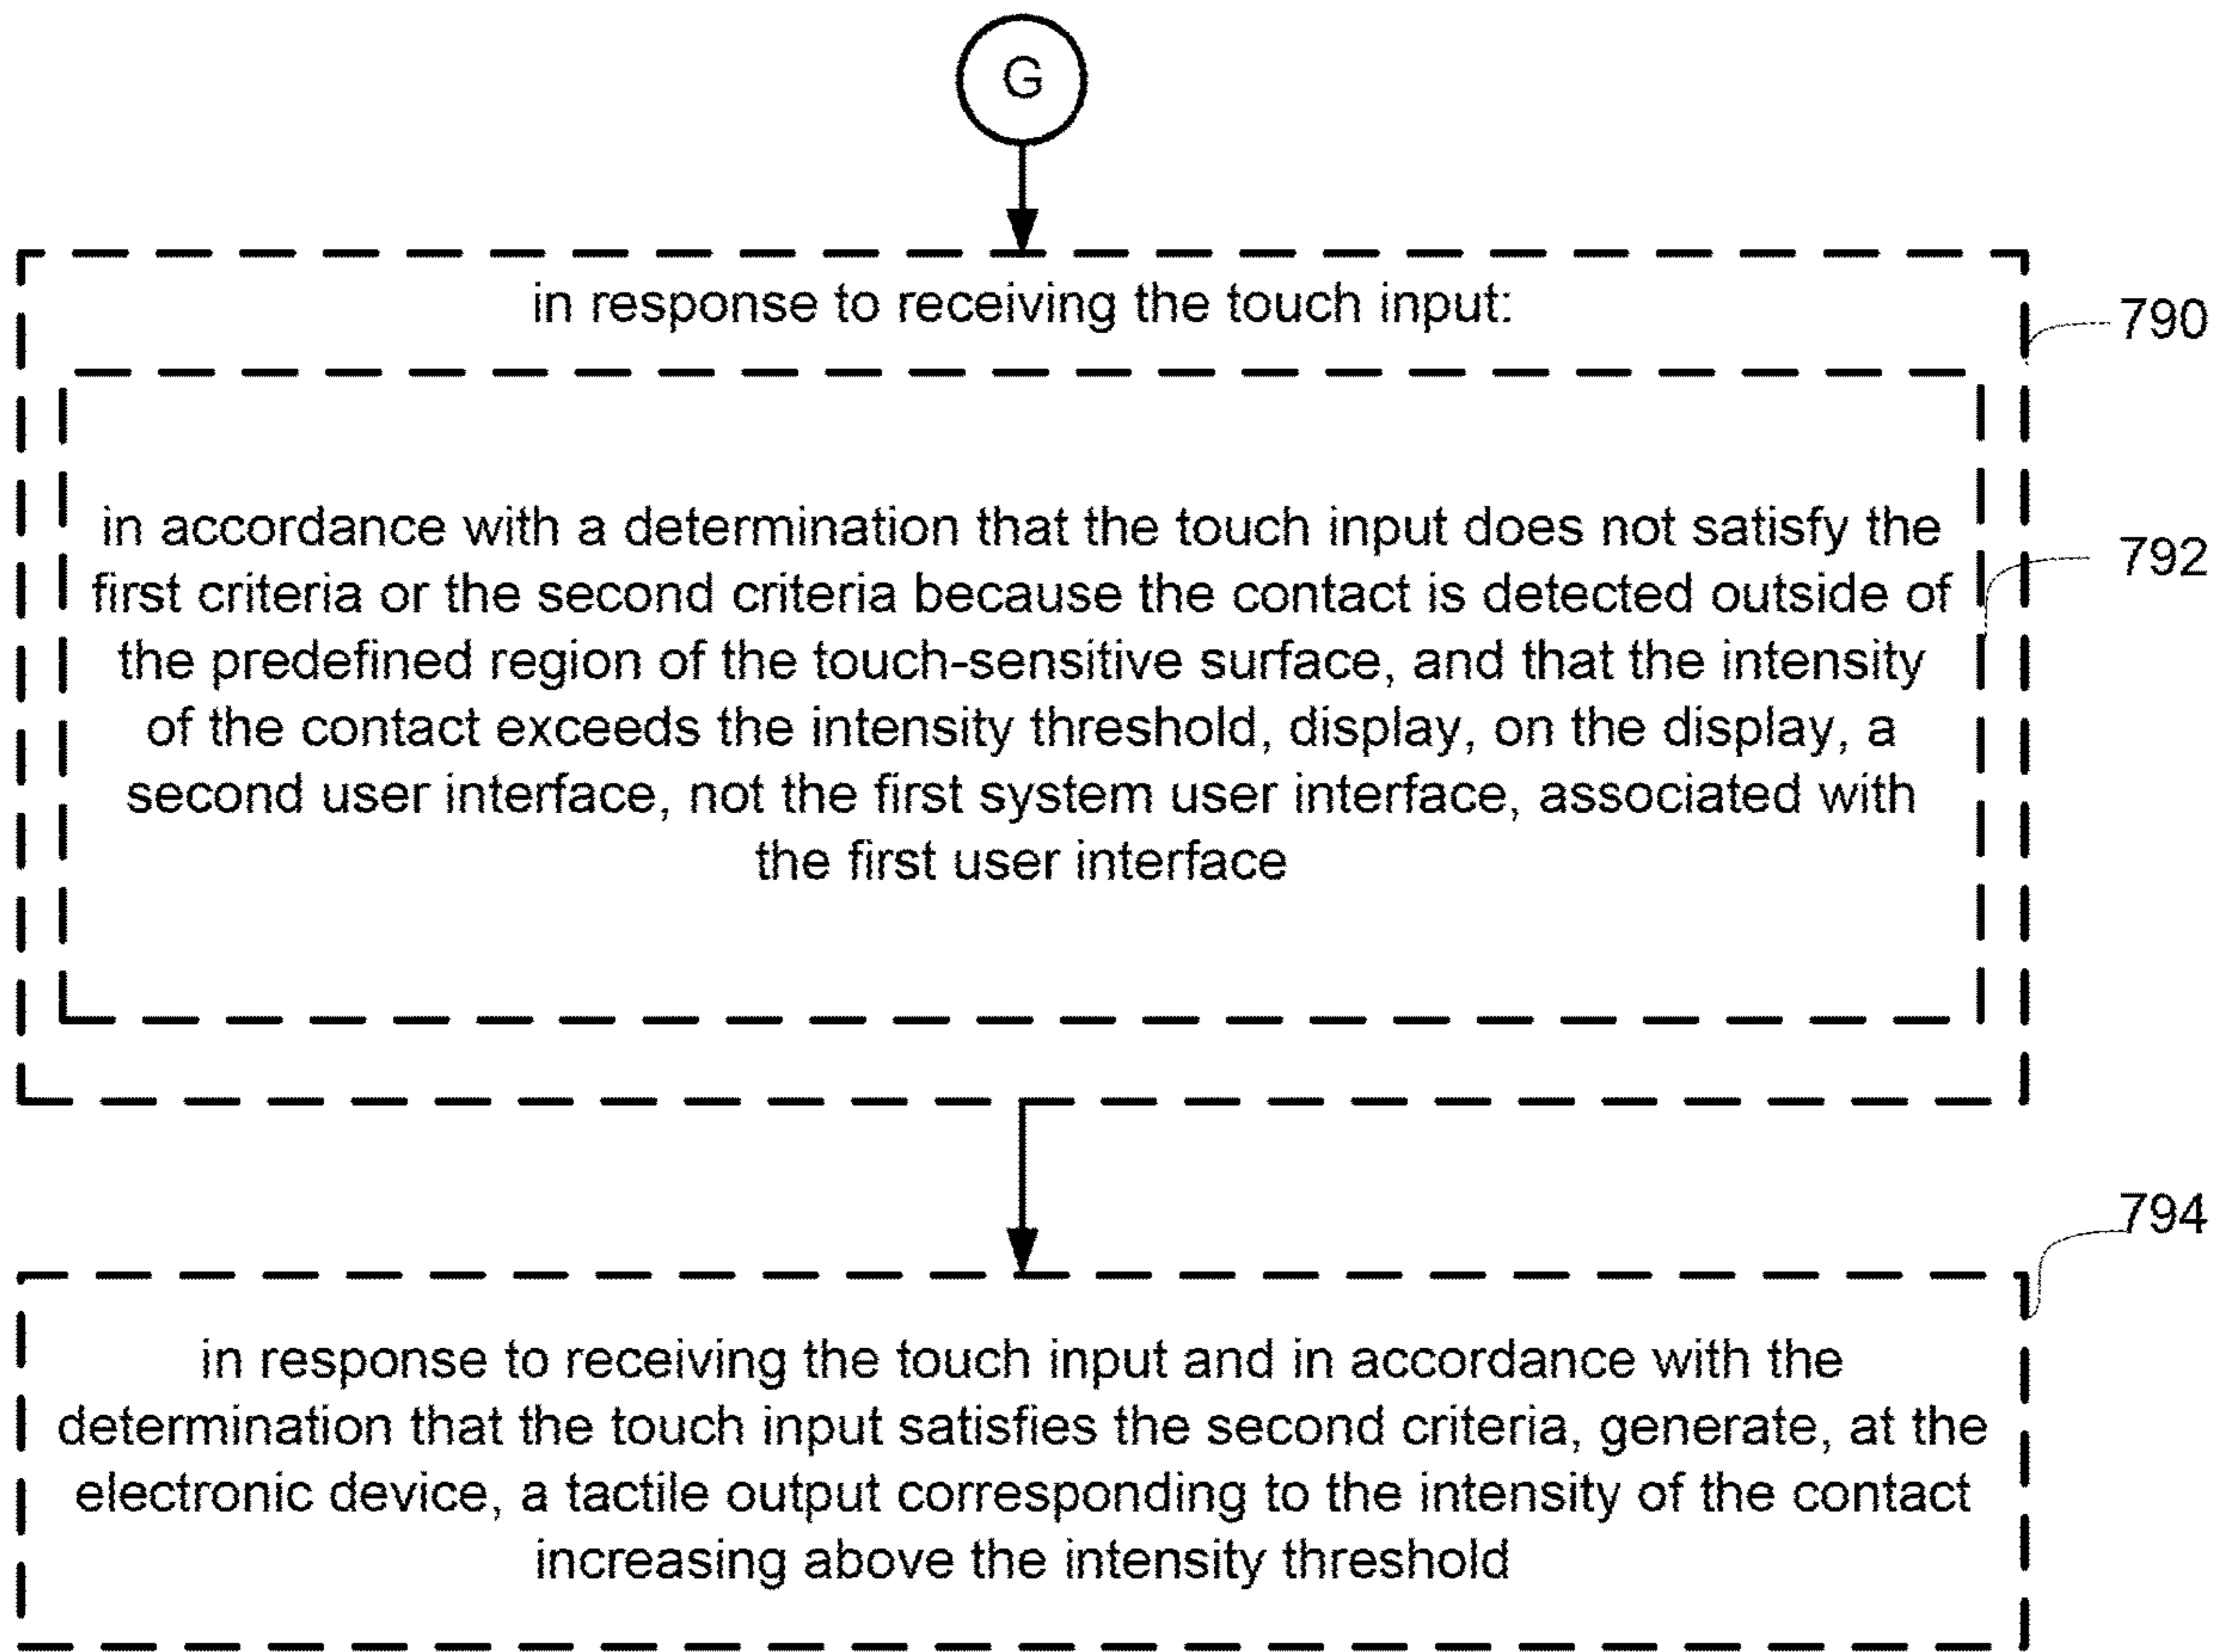 G
in response to receiving the touch input:
790
in accordance with a determination that the touch input does not satisfy the
first criteria or the second criteria because the contact is detected outside of
the predefined region of the touch-sensitive surface, and that the intensity
of the contact exceeds the intensity threshold, display, on the display, a
second user interface, not the first system user interface, associated with
the first user interface
792
794
in response to receiving the touch input and in accordance with the
determination that the touch input satisfies the second criteria, generate, at the
electronic device, a tactile output corresponding to the intensity of the contact
increasing above the intensity threshold